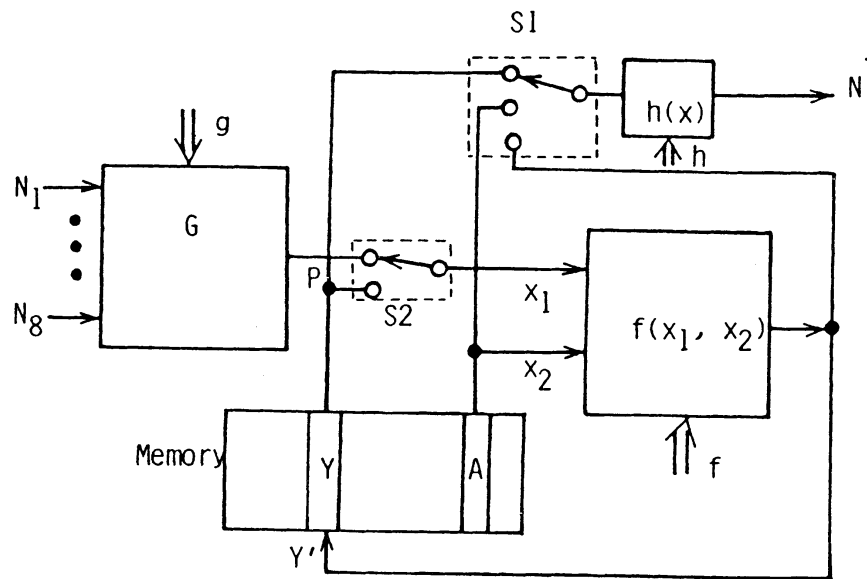 S1
h(x)
N'
h
g
N1
G
N8
P
S2
x1
x2
f(x1, x2)
f
Memory
Y
A
Y'